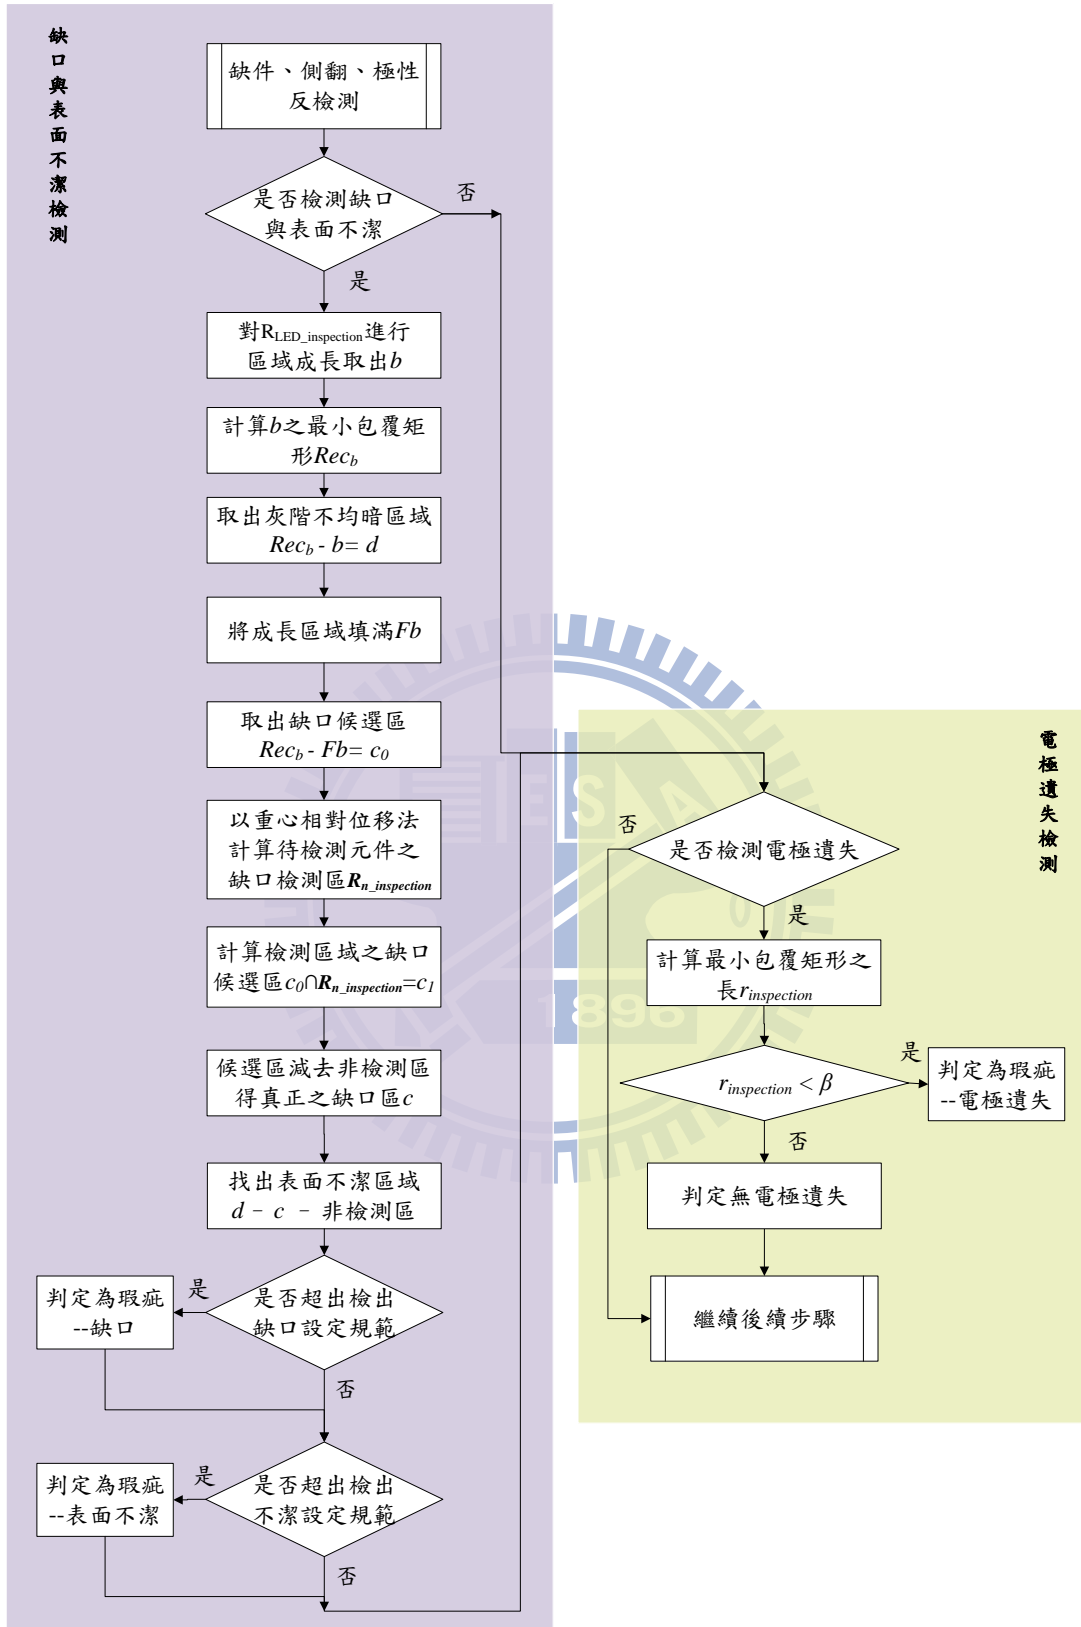 缺口與表面不潔檢測
缺件、側翻、極性
反檢測
是否檢測缺口
與表面不潔
否
是
對R_LED_inspection進行
區域成長取出b
計算b之最小包覆矩
形Rec_b
取出灰階不均暗區域
Rec_b - b= d
將成長區域填滿Fb
取出缺口候選區
Rec_b - Fb= c_0
以重心相對位移法
計算待檢測元件之
缺口檢測區R_n_inspection
計算檢測區域之缺口
候選區c_0∩R_n_inspection=c_1
候選區減去非檢測區
得真正之缺口區c
找出表面不潔區域
d - c - 非檢測區
是否超出檢出
缺口設定規範
是
判定為瑕疵
--缺口
否
是否超出檢出
不潔設定規範
是
判定為瑕疵
--表面不潔
否
電極遺失檢測
是否檢測電極遺失
否
是
計算最小包覆矩形之
長r_inspection
r_inspection < β
是
判定為瑕疵
--電極遺失
否
判定無電極遺失
繼續後續步驟
ESA
1896